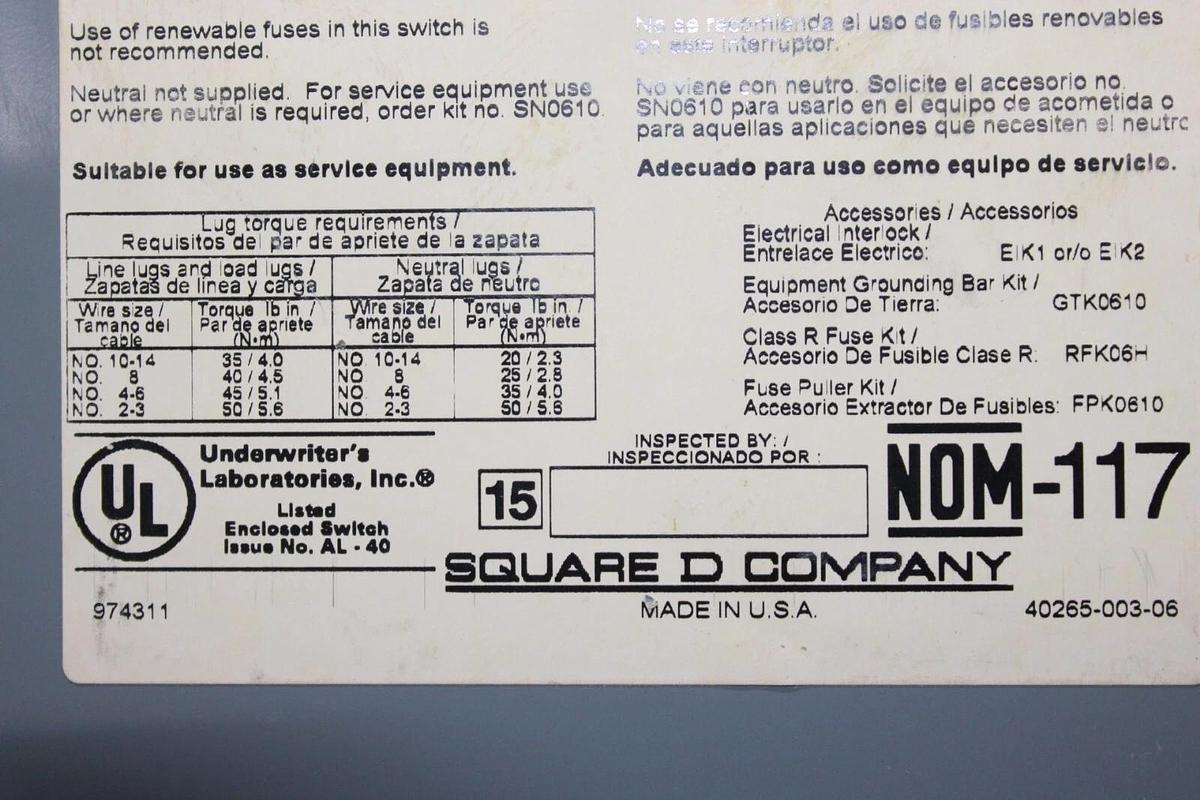 Use of renewable fuses in this switch is
not recommended.
Neutral not supplied. For service equipment use
or where neutral is required, order kit no. SN0610.
Suitable for use as service equipment.
No se recomienda el uso de fusibles renovables
en este interruptor.
No viene con neutro. Solicite el accesorio no.
SN0610 para usarlo en el equipo de acometida o
para aquellas aplicaciones que necesiten el neutro
Adecuado para uso como equipo de servicio.
Lug torque requirements /
Requisitos del par de apriete de la zapata
Line lugs and load lugs /
Zapatas de linea y carga
Neutral lugs /
Zapata de neutro
Wire size /
Tamano del
cable
Torque lb in /
Par de apriete
(N•m)
Wire size /
Tamano del
cable
Torque lb in /
Par de apriete
(N•m)
NO. 10-14 35 / 4.0 NO. 10-14 20 / 2.3
NO. 8 40 / 4.5 NO. 8 25 / 2.8
NO. 4-6 45 / 5.1 NO. 4-6 35 / 4.0
NO. 2-3 50 / 5.6 NO. 2-3 50 / 5.6
Accessories / Accessorios
Electrical Interlock /
Entrelace Electrico: EIK1 or/o EIK2
Equipment Grounding Bar Kit /
Accesorio De Tierra: GTK0610
Class R Fuse Kit /
Accesorio De Fusible Clase R: RFK06H
Fuse Puller Kit /
Accesorio Extractor De Fusibles: FPK0610
UL®
Underwriter's
Laboratories, Inc.®
Listed
Enclosed Switch
Issue No. AL - 40
INSPECTED BY: /
INSPECCIONADO POR :
15
NOM-117
SQUARE D COMPANY
974311
MADE IN U.S.A.
40265-003-06